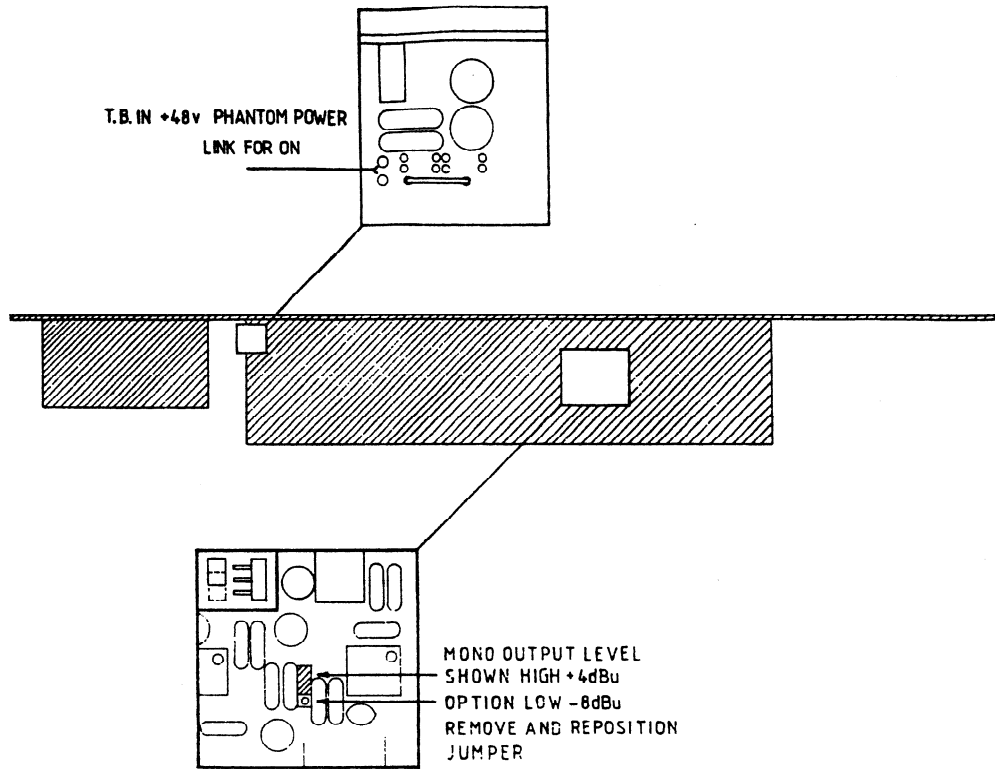 T.B. IN +48v PHANTOM POWER
LINK FOR ON
MONO OUTPUT LEVEL
SHOWN HIGH +4dBu
OPTION LOW -8dBu
REMOVE AND REPOSITION
JUMPER